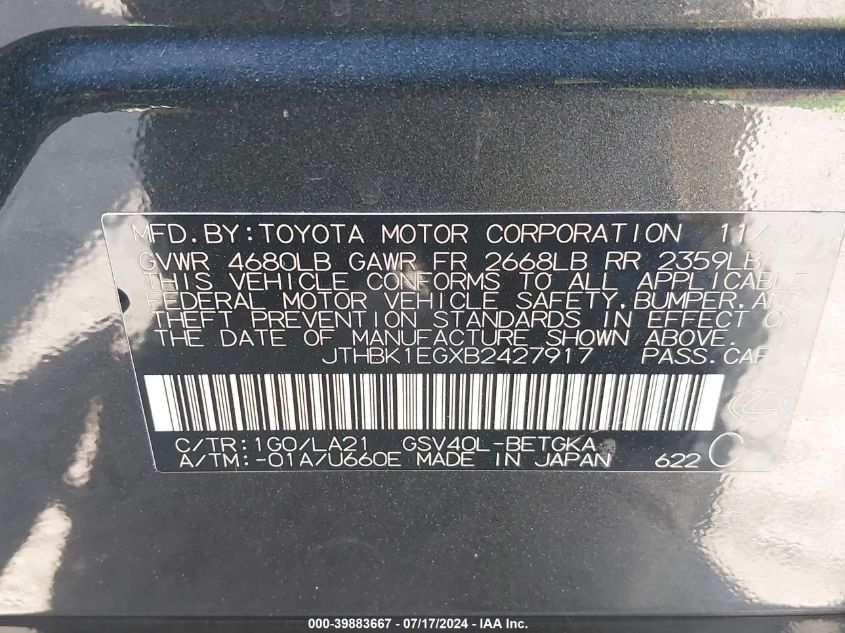 MFD. BY: TOYOTA MOTOR CORPORATION 11/10
GVWR 4680LB GAWR FR 2668LB RR 2359LB
THIS VEHICLE CONFORMS TO ALL APPLICABLE
FEDERAL MOTOR VEHICLE SAFETY, BUMPER, AND
THEFT PREVENTION STANDARDS IN EFFECT ON
THE DATE OF MANUFACTURE SHOWN ABOVE.
JTHBK1EGXB2427917 PASS. CAR
C/TR: 1G0/LA21 GSV40L-BETGKA
A/TM: -01A/U660E MADE IN JAPAN 622 C
000-39883667 - 07/17/2024 - IAA Inc.